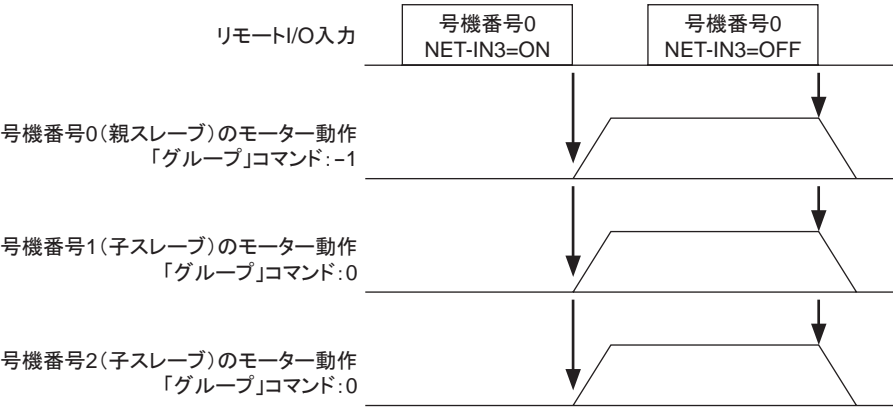 リモートI/O入力
号機番号0
NET-IN3=ON
号機番号0
NET-IN3=OFF
号機番号0(親スレーブ)のモーター動作
「グループ」コマンド:-1
号機番号1(子スレーブ)のモーター動作
「グループ」コマンド:0
号機番号2(子スレーブ)のモーター動作
「グループ」コマンド:0